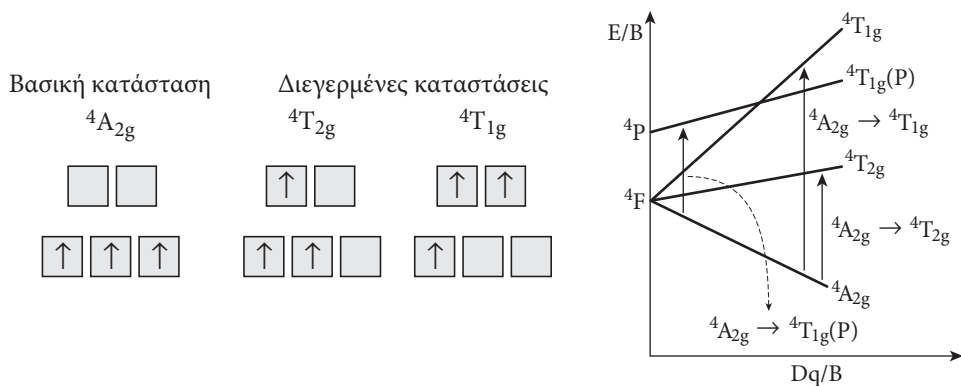 Βασική κατάσταση
⁴A₂g
Διεγερμένες καταστάσεις
⁴T₂g ⁴T₁g
↑ ↑ ↑
↑ ↑ ↑
↑ ↑ ↑
E/B
⁴T₁g
⁴T₁g(P)
⁴P
⁴A₂g → ⁴T₁g
⁴T₂g
⁴F
⁴A₂g → ⁴T₂g
⁴A₂g
⁴A₂g → ⁴T₁g(P)
Dq/B